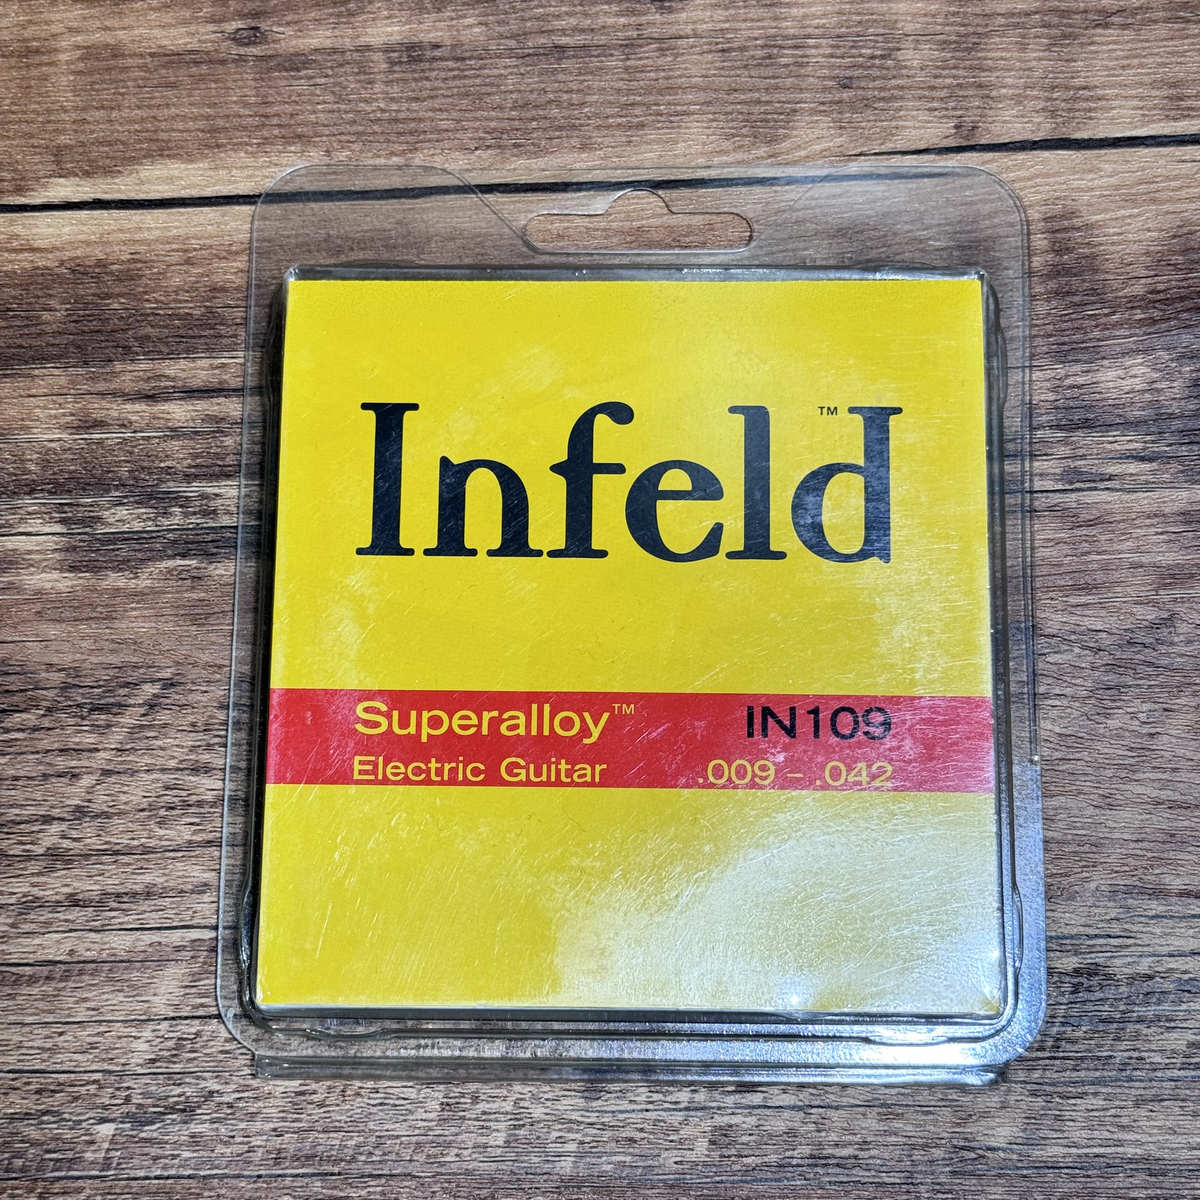 Infeld™
Superalloy™ IN109
Electric Guitar .009 – .042